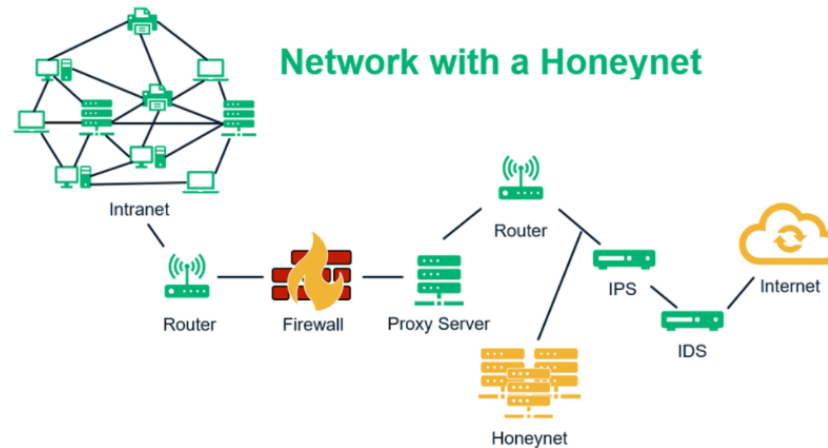 Network with a Honeynet
Intranet
Router
Firewall
Proxy Server
Router
Honeynet
IPS
IDS
Internet